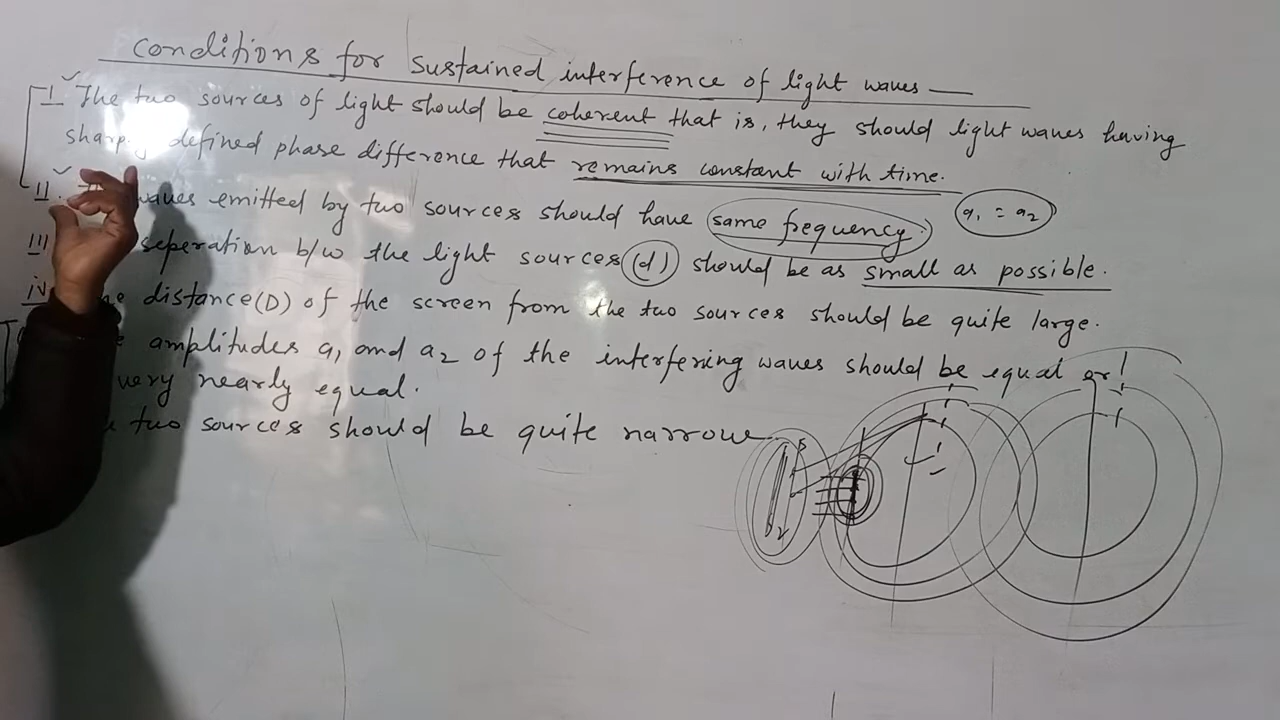 Conditions for sustained interference of light waves —
I The two sources of light should be coherent that is, they should light waves having
sharply defined phase difference that remains constant with time.
II. waves emitted by two sources should have same frequency. a1 = a2
III seperation b/w the light sources (d) should be as small as possible.
iv distance (D) of the screen from the two sources should be quite large.
amplitudes a1 and a2 of the interfering waves should be equal or
very nearly equal.
two sources should be quite narrow